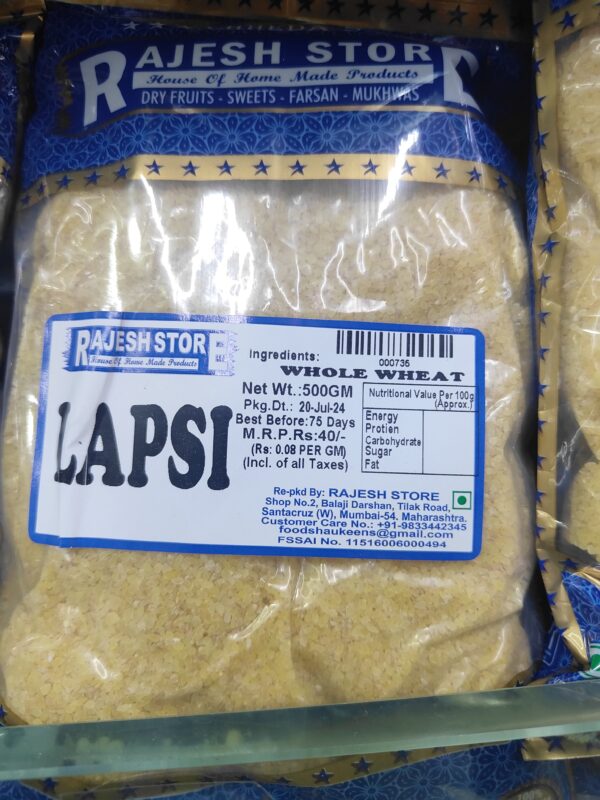 RAJESH STOR
House Of Home Made Products
DRY FRUITS - SWEETS - FARSAN - MUKHWAS
RAJESH STOR
House Of Home Made Products
LAPSI
Ingredients:
000735
WHOLE WHEAT
Net Wt.:500GM
Pkg.Dt.: 20-Jul-24
Best Before:75 Days
M.R.P.Rs:40/-
(Rs: 0.08 PER GM)
(Incl. of all Taxes)
Nutritional Value Per 100g
(Approx.)
Energy
Protien
Carbohydrate
Sugar
Fat
Re-pkd By: RAJESH STORE
Shop No.2, Balaji Darshan, Tilak Road,
Santacruz (W), Mumbai-54. Maharashtra.
Customer Care No.: +91-9833442345
foodshaukeens@gmail.com
FSSAI No. 11516006000494